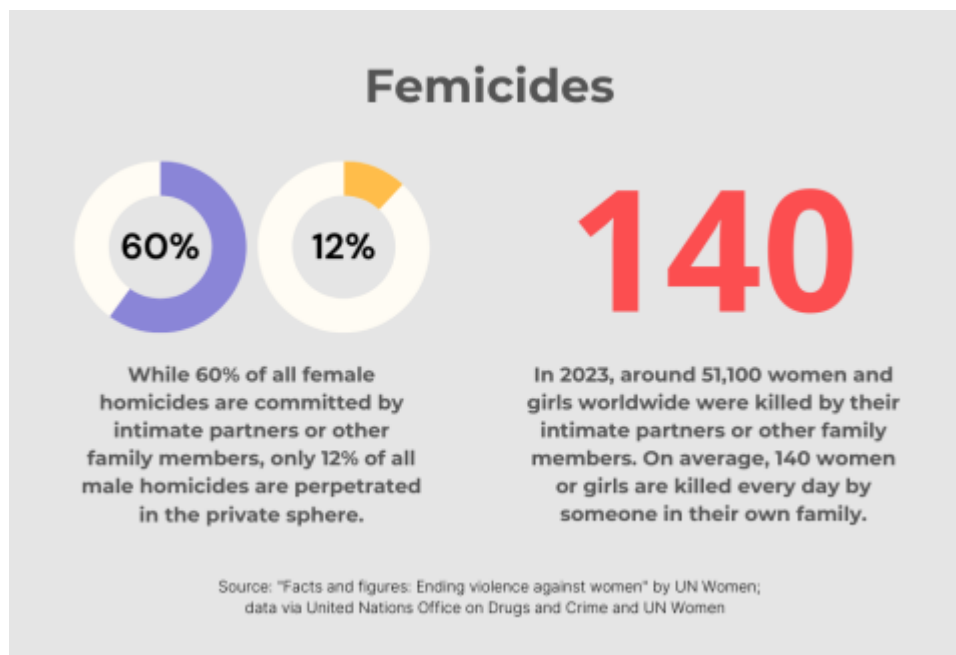 Femicides
60%
12%
140
While 60% of all female
homicides are committed by
intimate partners or other
family members, only 12% of all
male homicides are perpetrated
in the private sphere.
In 2023, around 51,100 women and
girls worldwide were killed by their
intimate partners or other family
members. On average, 140 women
or girls are killed every day by
someone in their own family.
Source: "Facts and figures: Ending violence against women" by UN Women;
data via United Nations Office on Drugs and Crime and UN Women